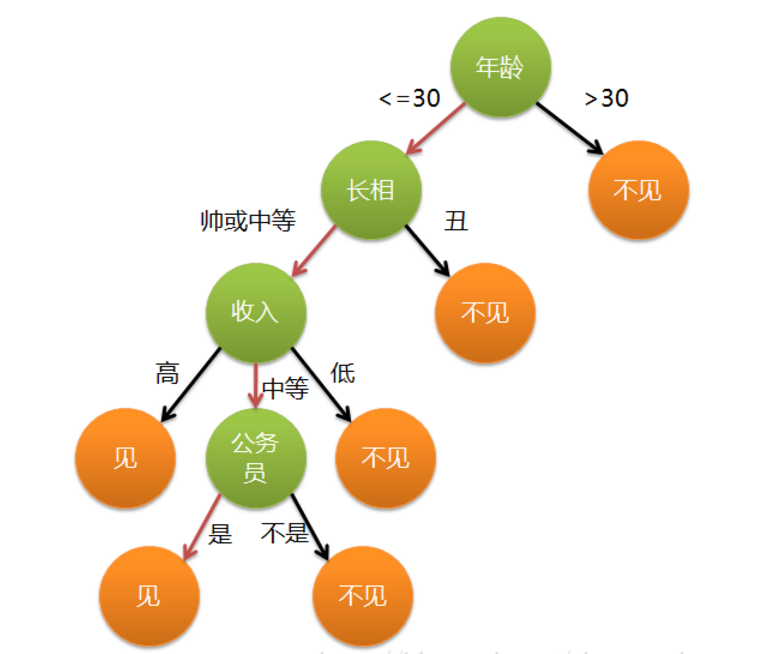 年龄
<=30
>30
长相
不见
帅或中等
丑
收入
不见
高
中等
低
见
公务
员
不见
是
不是
见
不见